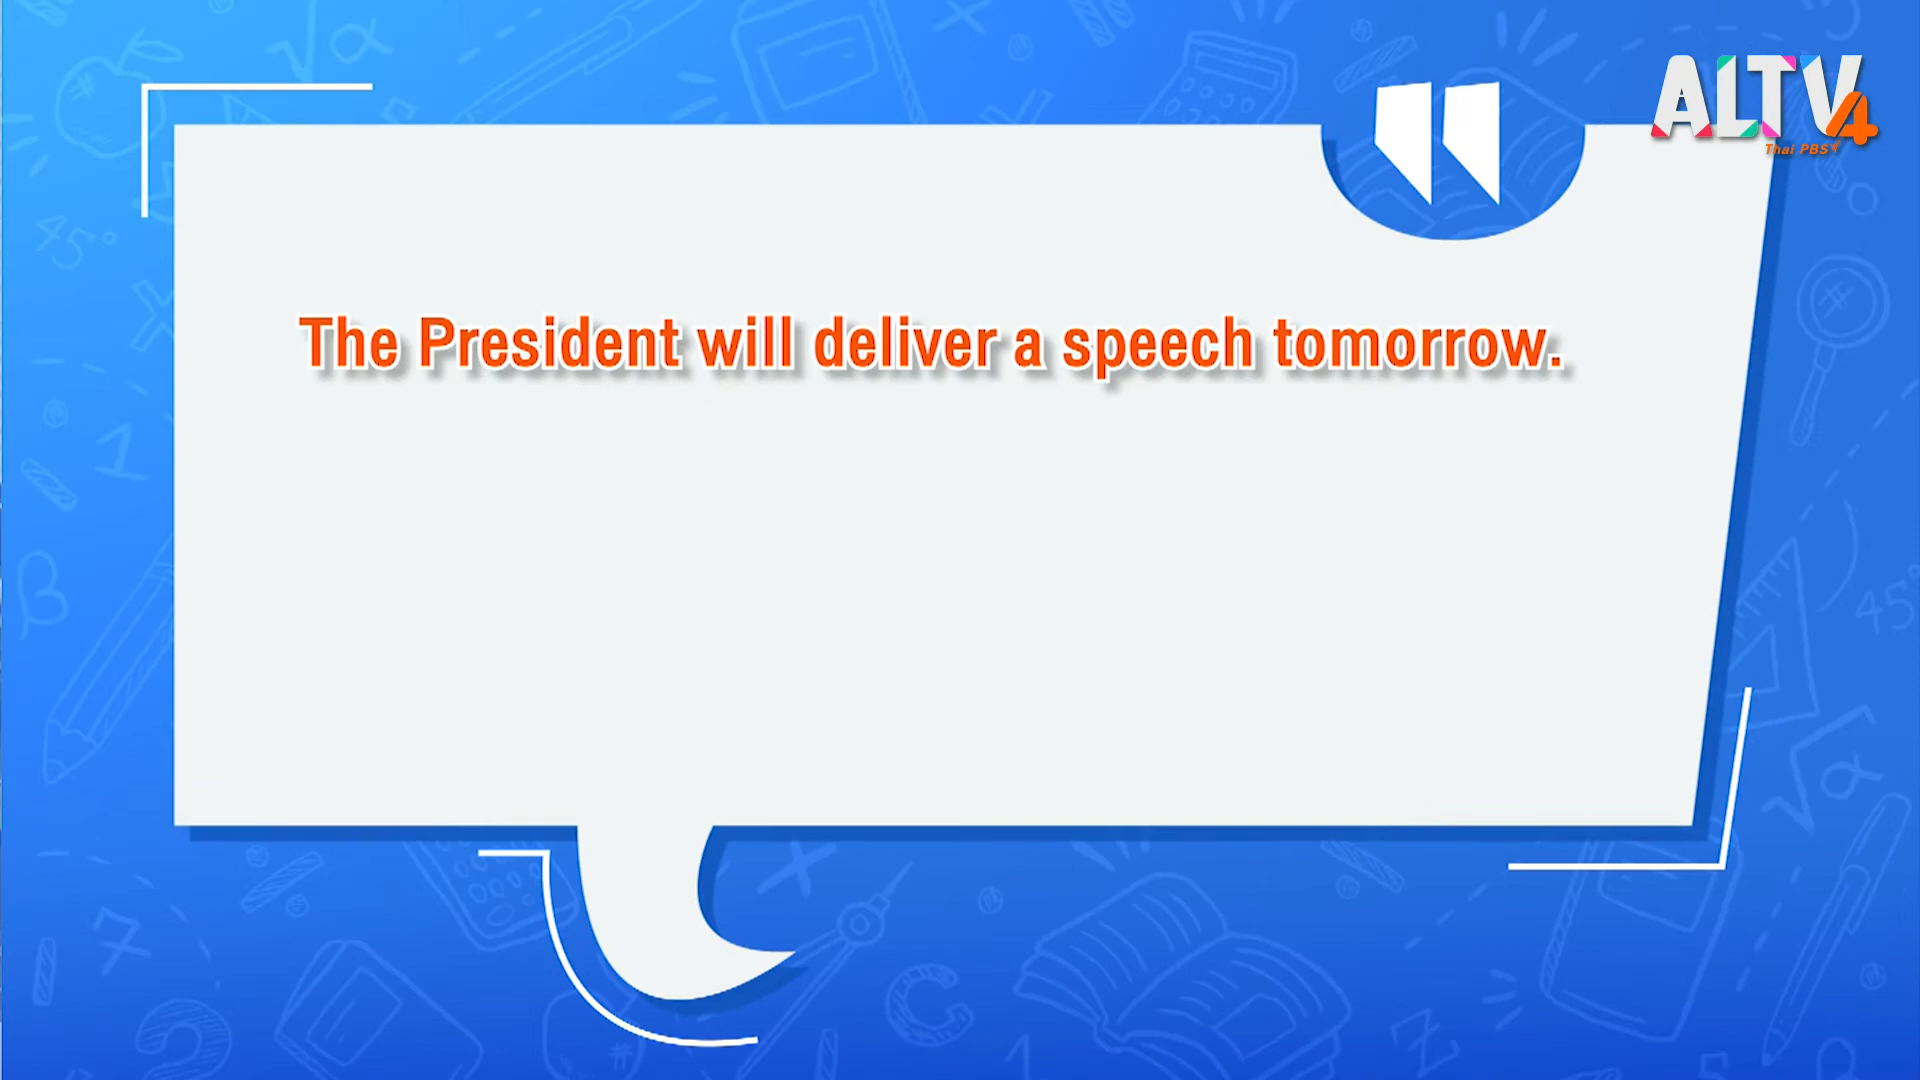 ALTV4
Thai PBS
The President will deliver a speech tomorrow.